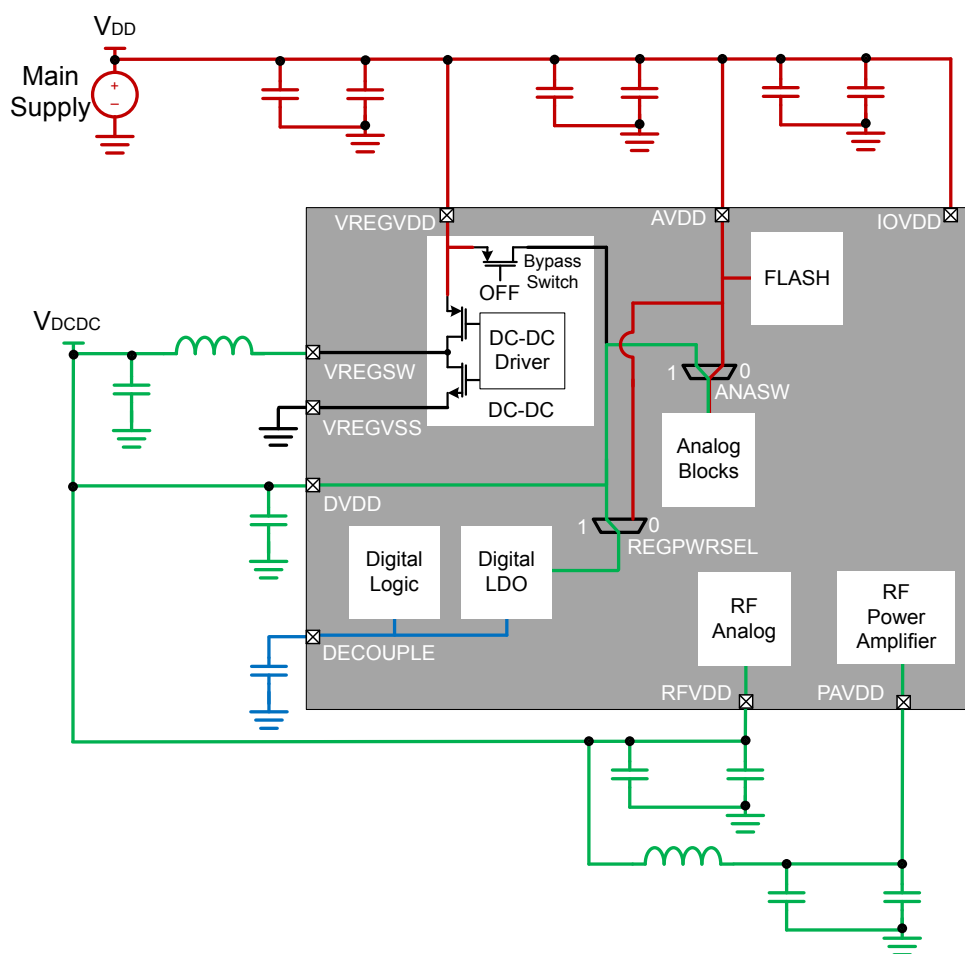 VDD
Main
Supply
+
–
VREGVDD
AVDD
IOVDD
Bypass
Switch
OFF
FLASH
VDCDC
DC-DC
Driver
VREGSW
1
0
ANASW
DC-DC
VREGVSS
Analog
Blocks
DVDD
1
0
REGPWRSEL
Digital
Logic
Digital
LDO
RF
Analog
RF
Power
Amplifier
DECOUPLE
RFVDD
PAVDD